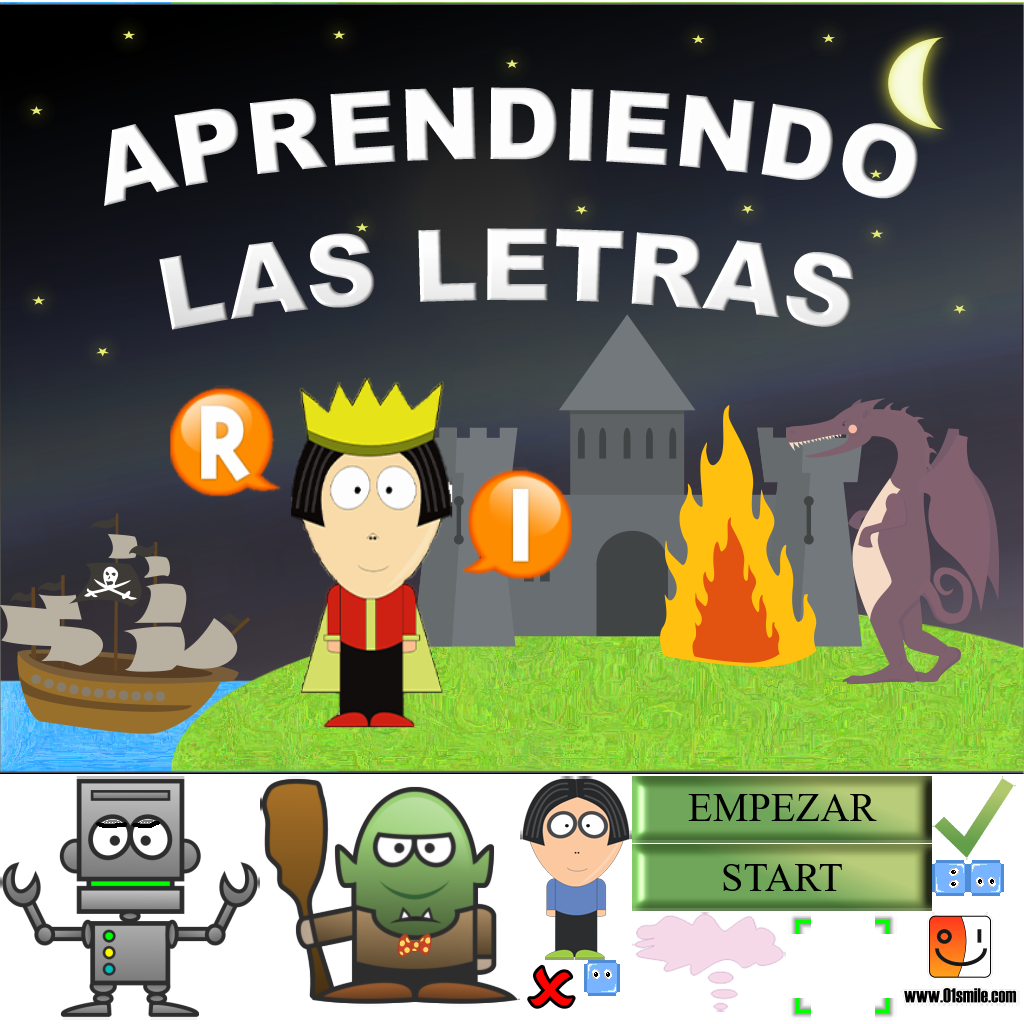 APRENDIENDO
LAS LETRAS
R
I
EMPEZAR
START
www.01smile.com